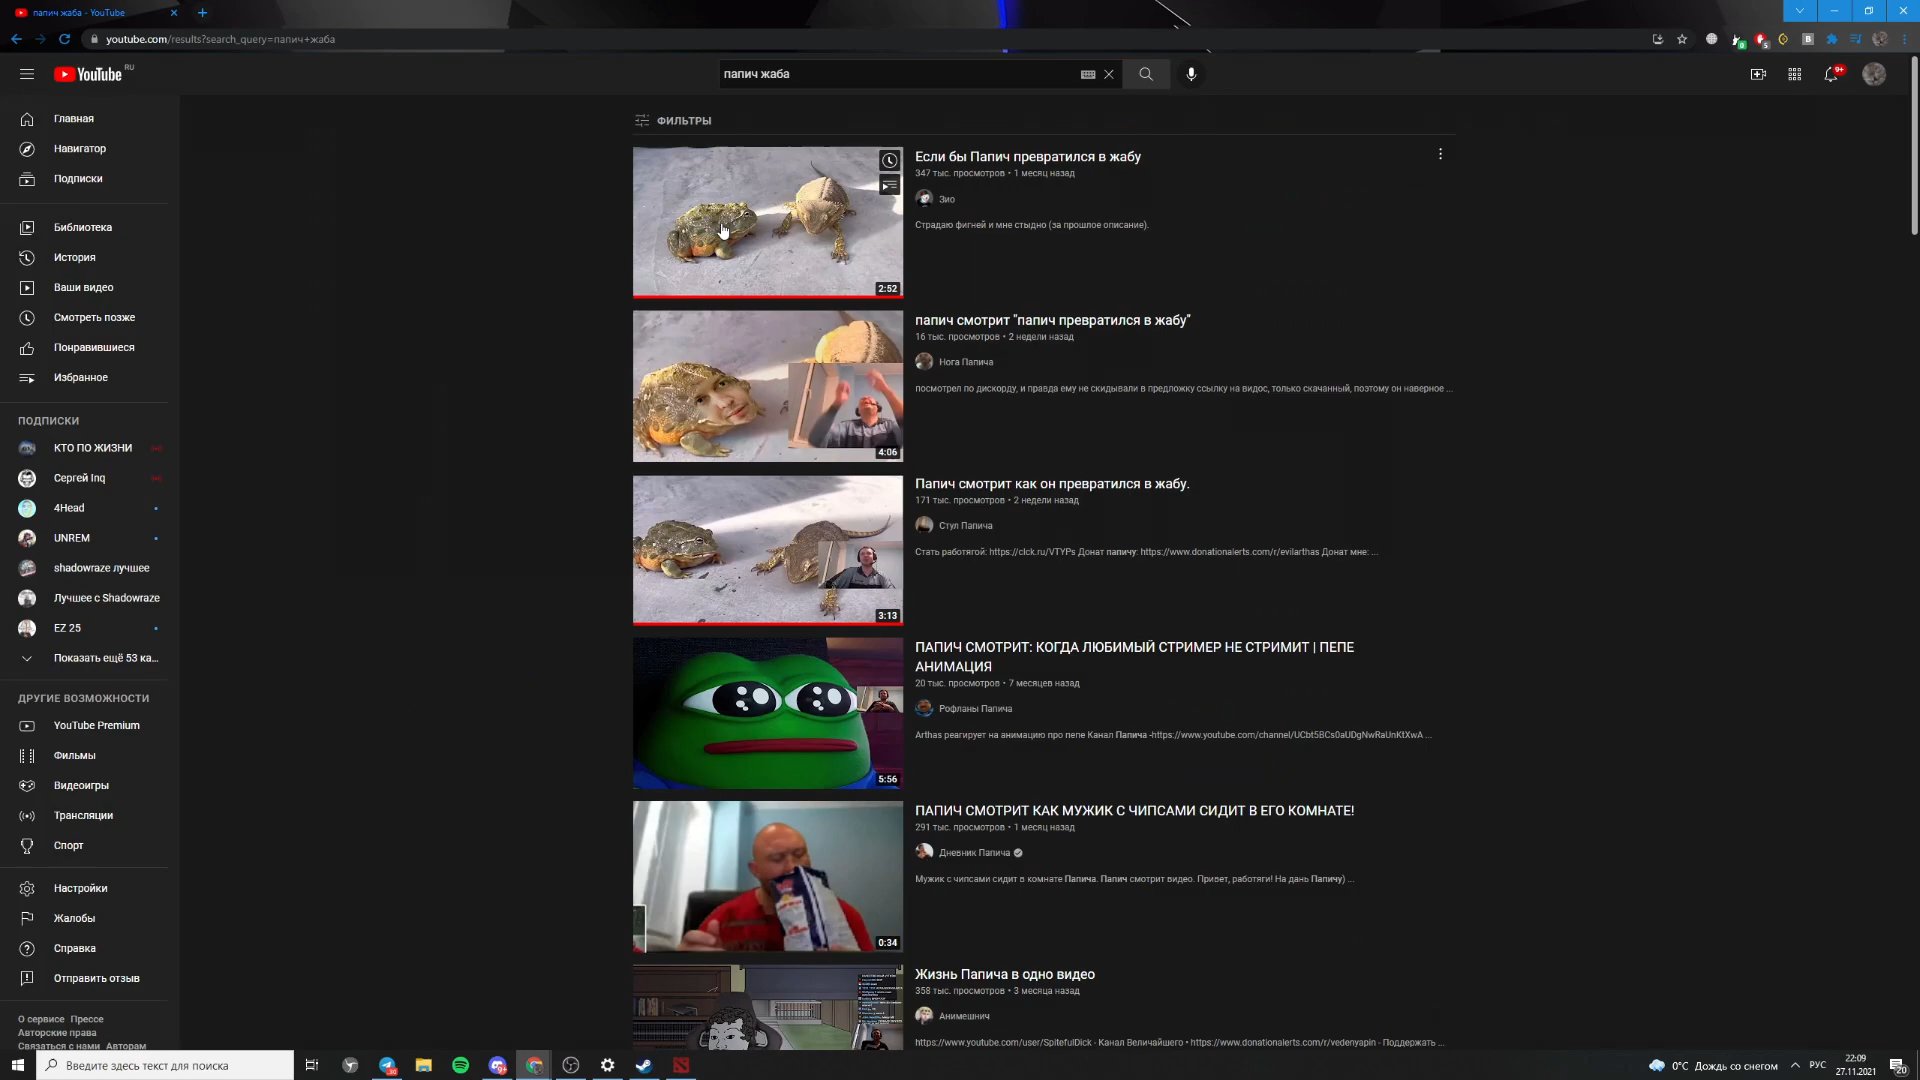 папич жаба - YouTube
youtube.com/results?search_query=папич+жаба
0
5
YouTube RU
папич жаба
9+
Главная
Навигатор
Подписки
Библиотека
История
Ваши видео
Смотреть позже
Понравившиеся
Избранное
ПОДПИСКИ
КТО ПО ЖИЗНИ
Сергей Inq
4Head
UNREM
shadowraze лучшее
Лучшее с Shadowraze
EZ 25
Показать ещё 53 ка...
ДРУГИЕ ВОЗМОЖНОСТИ
YouTube Premium
Фильмы
Видеоигры
Трансляции
Спорт
Настройки
Жалобы
Справка
Отправить отзыв
О сервисе Прессе
Авторские права
Связаться с нами Авторам
ФИЛЬТРЫ
2:52
Если бы Папич превратился в жабу
347 тыс. просмотров • 1 месяц назад
Зио
Страдаю фигней и мне стыдно (за прошлое описание).
4:06
папич смотрит "папич превратился в жабу"
16 тыс. просмотров • 2 недели назад
Нога Папича
посмотрел по дискорду, и правда ему не скидывали в предложку ссылку на видос, только скачанный, поэтому он наверное ...
3:13
Папич смотрит как он превратился в жабу.
171 тыс. просмотров • 2 недели назад
Стул Папича
Стать работягой: https://clck.ru/VTYPs Донат папичу: https://www.donationalerts.com/r/evilarthas Донат мне: ...
5:56
ПАПИЧ СМОТРИТ: КОГДА ЛЮБИМЫЙ СТРИМЕР НЕ СТРИМИТ | ПЕПЕ
АНИМАЦИЯ
20 тыс. просмотров • 7 месяцев назад
Рофланы Папича
Arthas реагирует на анимацию про пепе Канал Папича -https://www.youtube.com/channel/UCbt5BCs0aUDgNwRaUnKtXwA ...
0:34
ПАПИЧ СМОТРИТ КАК МУЖИК С ЧИПСАМИ СИДИТ В ЕГО КОМНАТЕ!
291 тыс. просмотров • 1 месяц назад
Дневник Папича
Мужик с чипсами сидит в комнате Папича. Папич смотрит видео. Привет, работяги! На дань Папичу) ...
Жизнь Папича в одно видео
358 тыс. просмотров • 3 месяца назад
Анимешнич
https://www.youtube.com/user/SpitefulDick - Канал Величайшего • https://www.donationalerts.com/r/vedenyapin - Поддержать ...
Введите здесь текст для поиска
0°C Дождь со снегом
РУС
22:09
27.11.2021
20